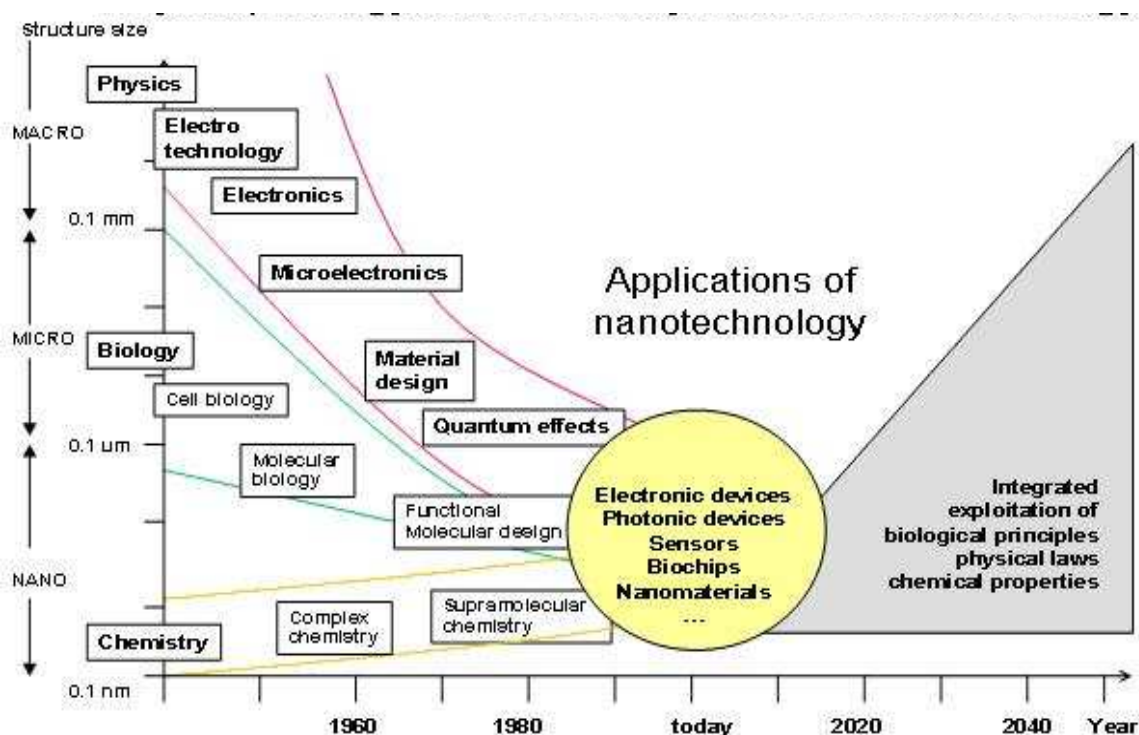 Structure size
Physics
MACRO
Electro
technology
Electronics
0.1 mm
Microelectronics
Applications of
nanotechnology
MICRO
Biology
Material
design
Cell biology
Quantum effects
0.1 um
Molecular
biology
Functional
Molecular design
Electronic devices
Photonic devices
Sensors
Biochips
Nanomaterials
...
Integrated
exploitation of
biological principles
physical laws
chemical properties
NANO
Complex
chemistry
Supramolecular
chemistry
Chemistry
0.1 nm
1960
1980
today
2020
2040
Year